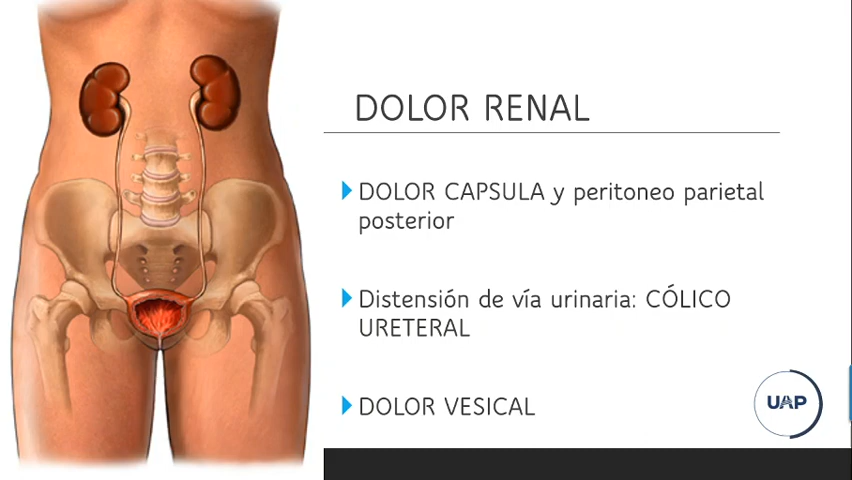 DOLOR RENAL
DOLOR CAPSULA y peritoneo parietal
posterior
Distensión de vía urinaria: CÓLICO
URETERAL
DOLOR VESICAL
UAP